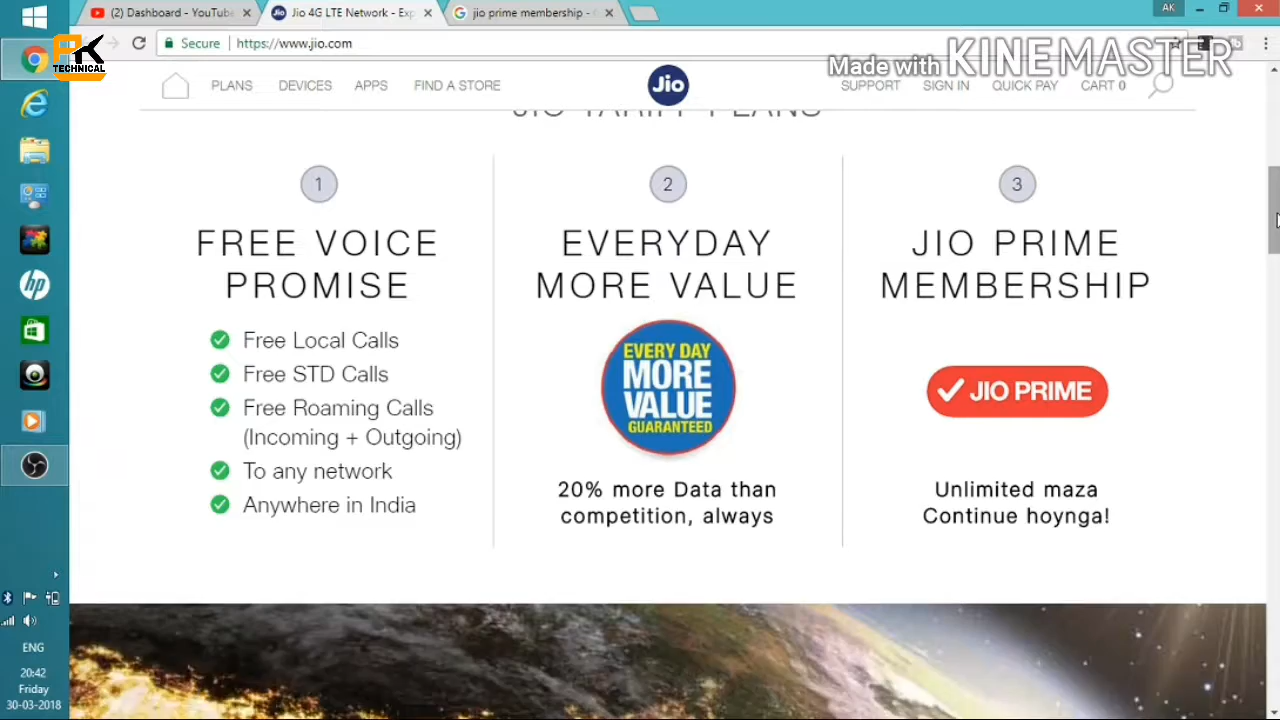 (2) Dashboard - YouTube
Jio 4G LTE Network - Exp
jio prime membership -
AK
Secure
https://www.jio.com
TECHNICAL
Made with KINEMASTER
PLANS DEVICES APPS FIND A STORE
Jio
SUPPORT SIGN IN QUICK PAY CART 0
JIO TARIFF PLANS
1
FREE VOICE
PROMISE
Free Local Calls
Free STD Calls
Free Roaming Calls
(Incoming + Outgoing)
To any network
Anywhere in India
2
EVERYDAY
MORE VALUE
EVERY DAY
MORE
VALUE
GUARANTEED
20% more Data than
competition, always
3
JIO PRIME
MEMBERSHIP
JIO PRIME
Unlimited maza
Continue hoynga!
hp
ENG
20:42
Friday
30-03-2018